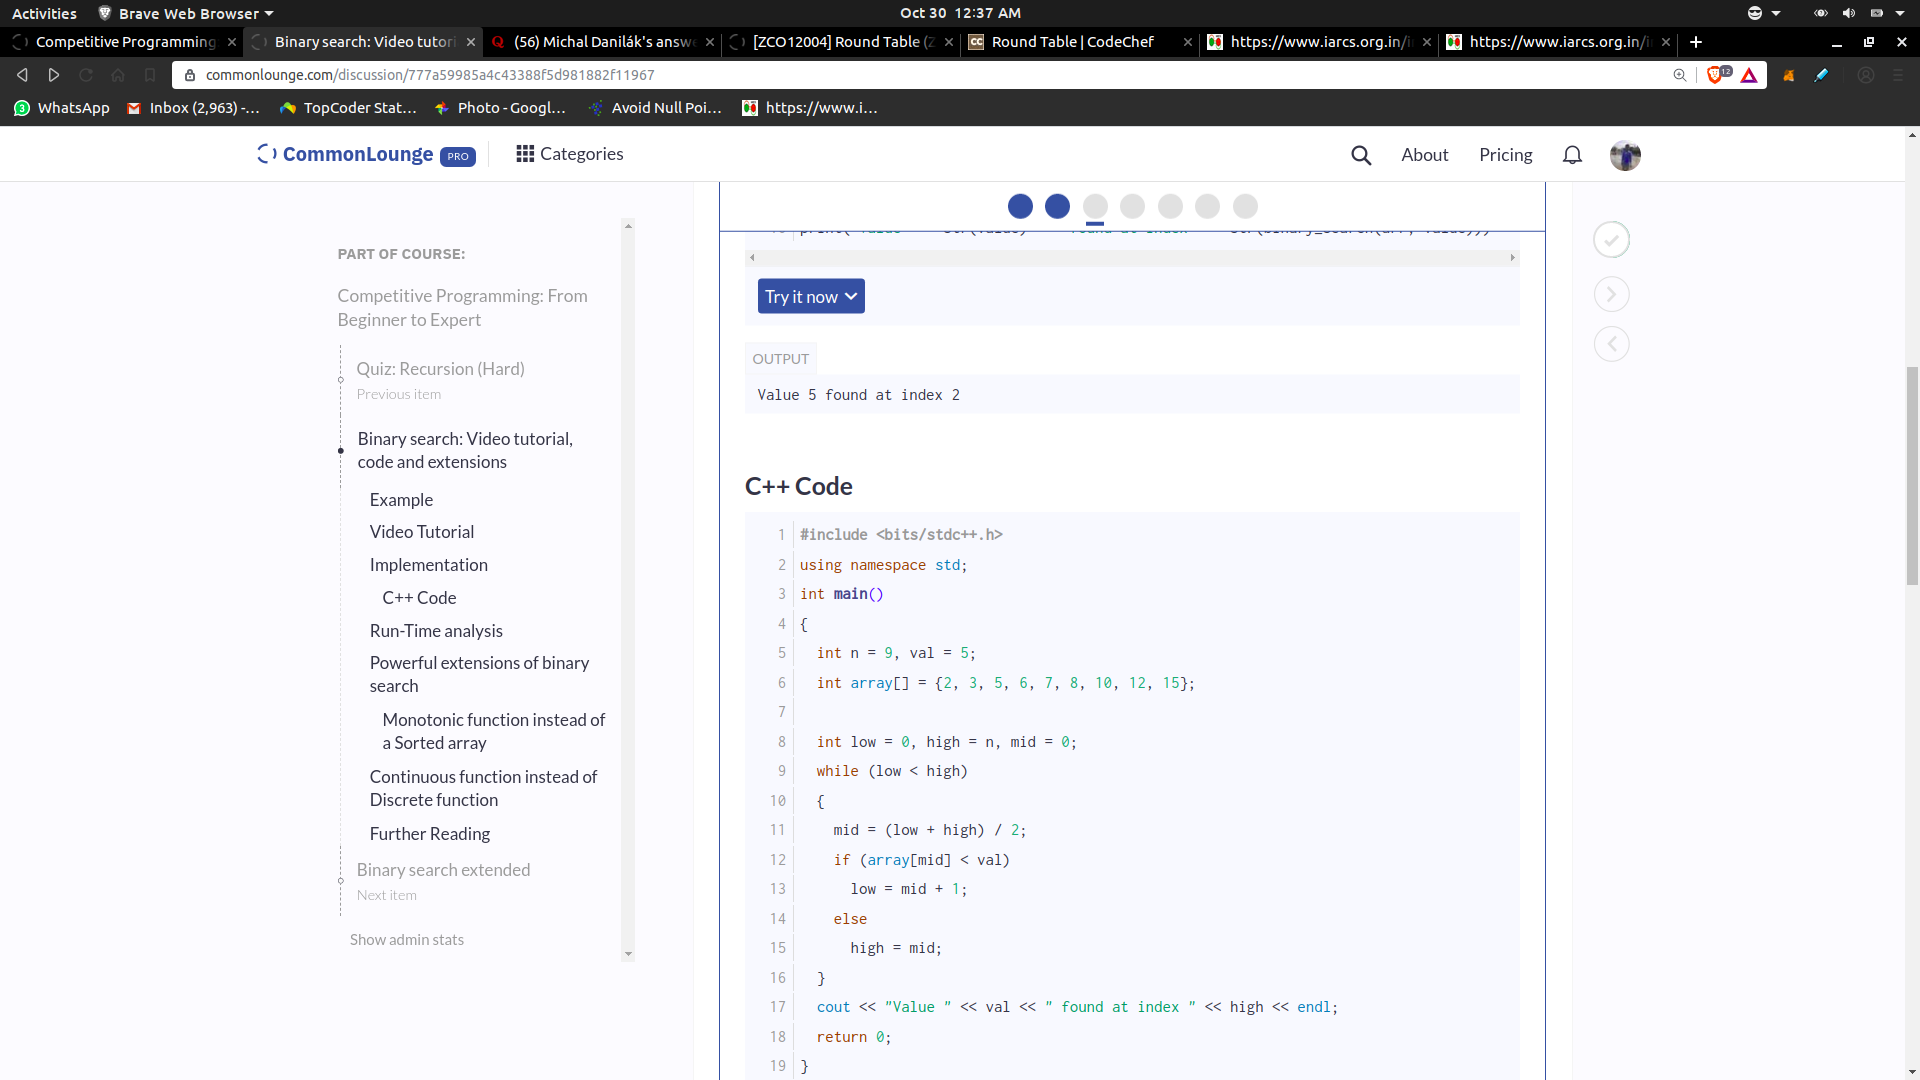 Activities Brave Web Browser Oct 30 12:37 AM
Competitive Programming Binary search: Video tutori (56) Michal Danilák's answ [ZCO12004] Round Table (Z Round Table | CodeChef https://www.iarcs.org.in/i https://www.iarcs.org.in/i
commonlounge.com/discussion/777a59985a4c43388f5d981882f11967 12
WhatsApp Inbox (2,963) -... TopCoder Stat... Photo - Googl... Avoid Null Poi... https://www.i...
CommonLounge PRO Categories About Pricing
PART OF COURSE:
Competitive Programming: From
Beginner to Expert
Quiz: Recursion (Hard)
Previous item
Binary search: Video tutorial,
code and extensions
Example
Video Tutorial
Implementation
C++ Code
Run-Time analysis
Powerful extensions of binary
search
Monotonic function instead of
a Sorted array
Continuous function instead of
Discrete function
Further Reading
Binary search extended
Next item
Show admin stats
Try it now
OUTPUT
Value 5 found at index 2
C++ Code
1 #include <bits/stdc++.h>
2 using namespace std;
3 int main()
4 {
5 int n = 9, val = 5;
6 int array[] = {2, 3, 5, 6, 7, 8, 10, 12, 15};
7
8 int low = 0, high = n, mid = 0;
9 while (low < high)
10 {
11 mid = (low + high) / 2;
12 if (array[mid] < val)
13 low = mid + 1;
14 else
15 high = mid;
16 }
17 cout << "Value " << val << " found at index " << high << endl;
18 return 0;
19 }